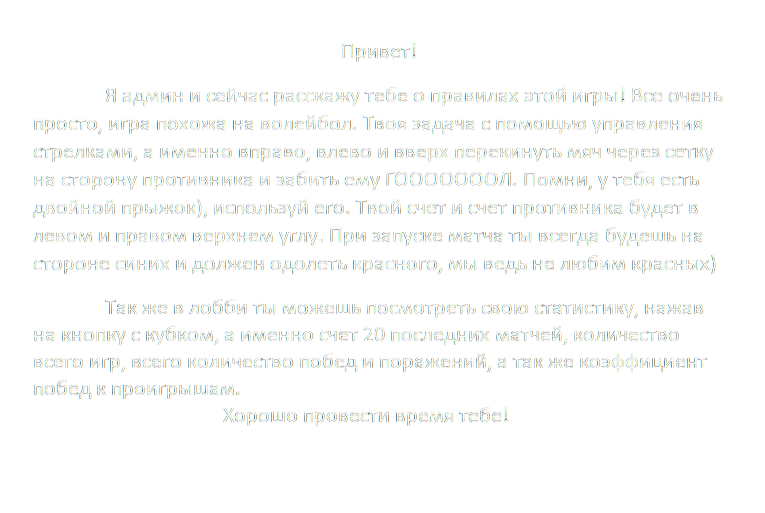 Привет!
Я админ и сейчас расскажу тебе о правилах этой игры! Все очень
просто, игра похожа на волейбол. Твоя задача с помощью управления
стрелками, а именно вправо, влево и вверх перекинуть мяч через сетку
на сторону противника и забить ему ГОООООООЛ. Помни, у тебя есть
двойной прыжок), используй его. Твой счет и счет противника будет в
левом и правом верхнем углу. При запуске матча ты всегда будешь на
стороне синих и должен одолеть красного, мы ведь не любим красных)
Так же в лобби ты можешь посмотреть свою статистику, нажав
на кнопку с кубком, а именно счет 20 последних матчей, количество
всего игр, всего количество побед и поражений, а так же коэффициент
побед к проигрышам.
Хорошо провести время тебе!